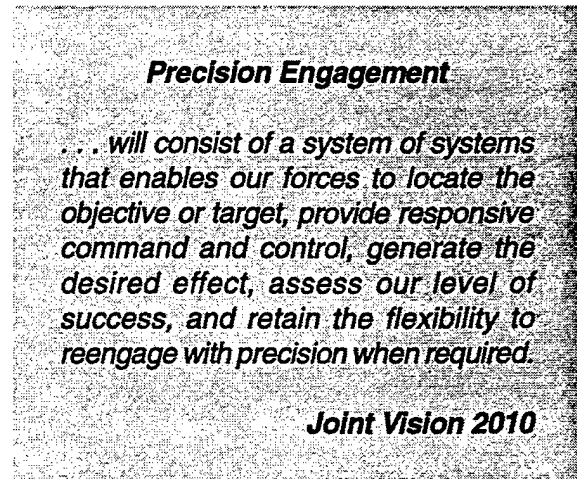 Precision Engagement
. . . will consist of a system of systems
that enables our forces to locate the
objective or target, provide responsive
command and control, generate the
desired effect, assess our level of
success, and retain the flexibility to
reengage with precision when required.
Joint Vision 2010